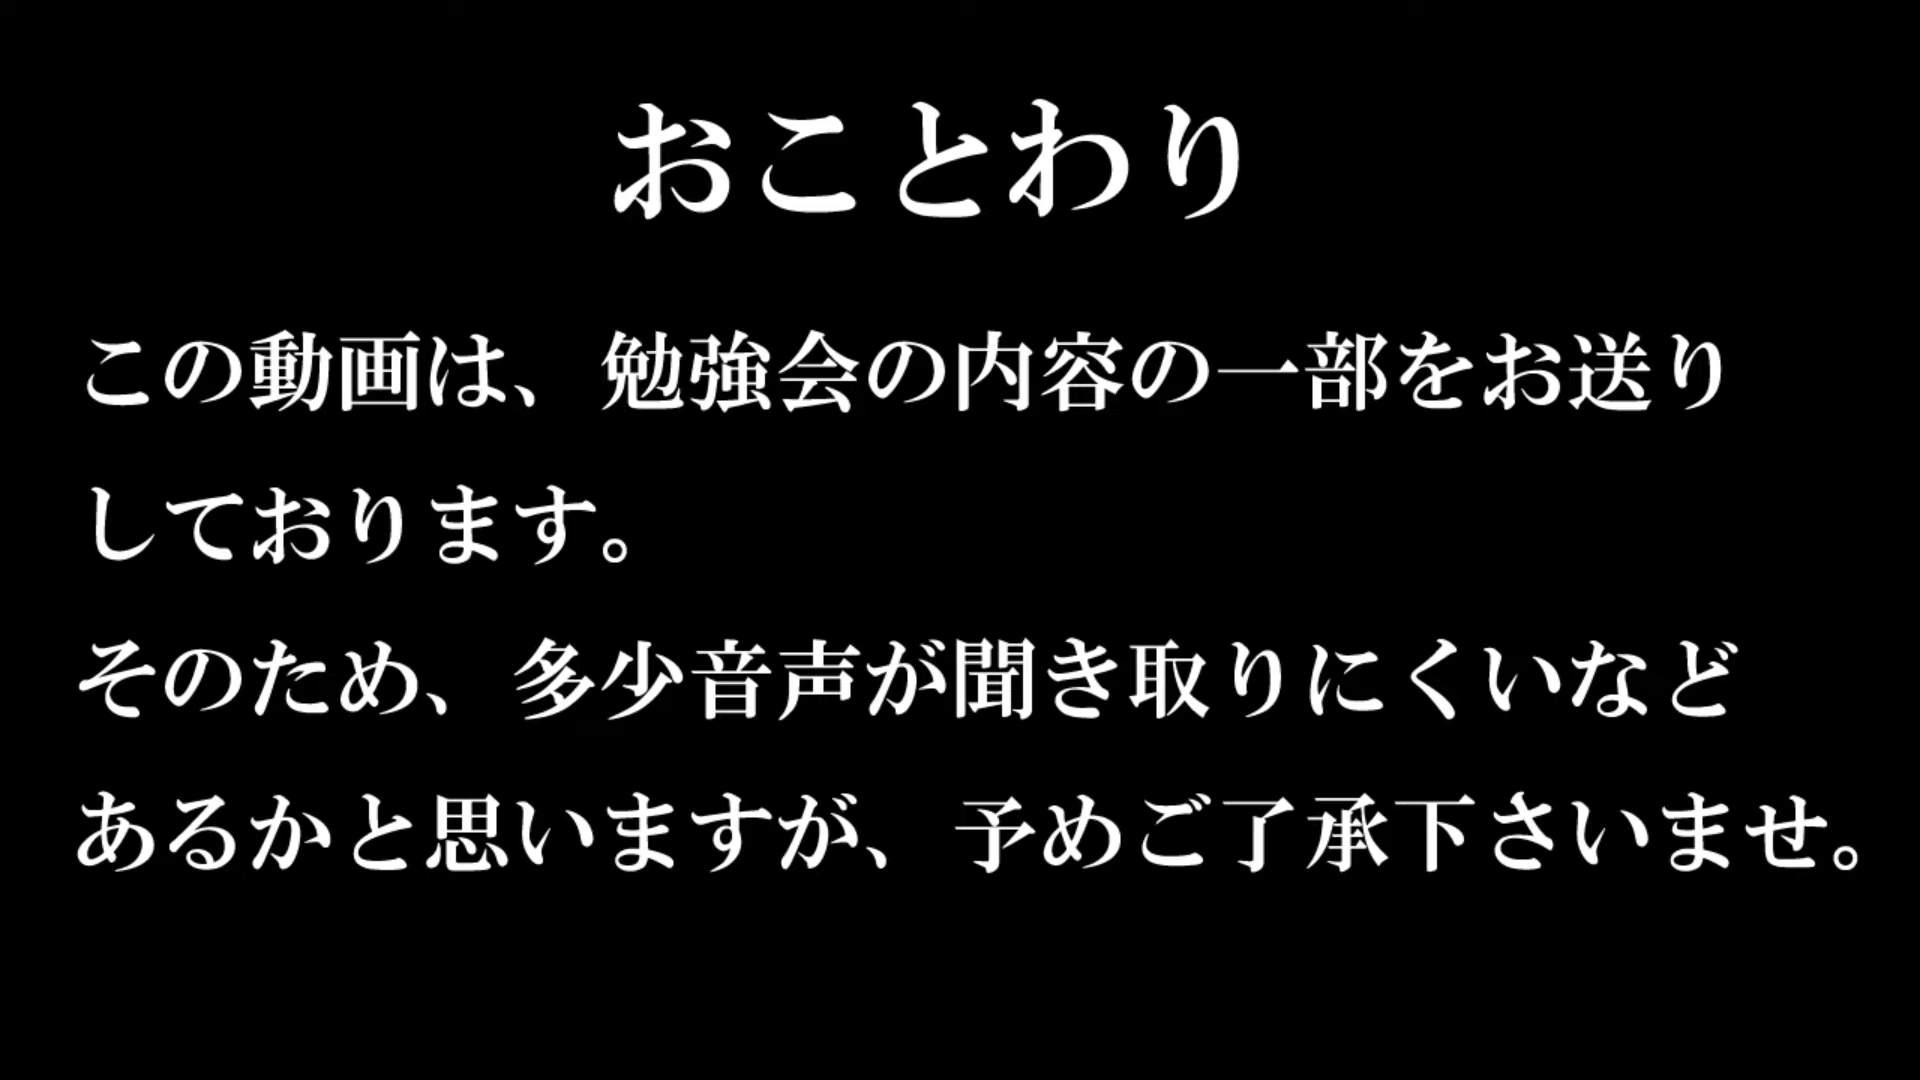 おことわり
この動画は、勉強会の内容の一部をお送り
しております。
そのため、多少音声が聞き取りにくいなど
あるかと思いますが、予めご了承下さいませ。